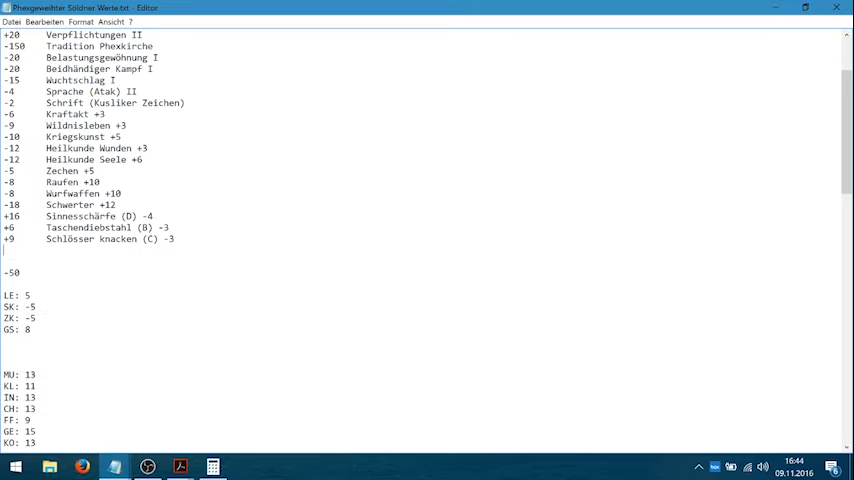 Phexgeweihter Söldner Werte.txt - Editor
Datei Bearbeiten Format Ansicht ?
+20 Verpflichtungen II
-150 Tradition Phexkirche
-20 Belastungsgewöhnung I
-20 Beidhändiger Kampf I
-15 Wuchtschlag I
-4 Sprache (Atak) II
-2 Schrift (Kusliker Zeichen)
-6 Kraftakt +3
-9 Wildnisleben +3
-10 Kriegskunst +5
-12 Heilkunde Wunden +3
-12 Heilkunde Seele +6
-5 Zechen +5
-8 Raufen +10
-8 Wurfwaffen +10
-18 Schwerter +12
+16 Sinnesschärfe (D) -4
+6 Taschendiebstahl (B) -3
+9 Schlösser knacken (C) -3
-50
LE: 5
SK: -5
ZK: -5
GS: 8
MU: 13
KL: 11
IN: 13
CH: 13
FF: 9
GE: 15
KO: 13
16:44
09.11.2016
6